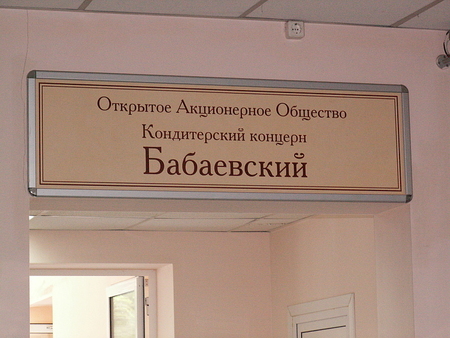 Открытое Акционерное Общество
Кондитерский концерн
Бабаевский